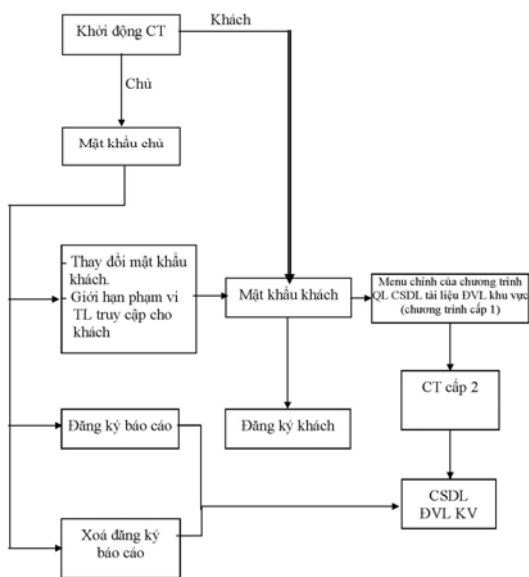 Khách
Khởi động CT
Chủ
Mật khẩu chủ
- Thay đổi mật khẩu
khách.
- Giới hạn phạm vi
TL truy cập cho
khách
Mật khẩu khách
Menu chính của chương trình
QL CSDL tài liệu ĐVL khu vực
(chương trình cấp 1)
CT cấp 2
Đăng ký báo cáo
Đăng ký khách
CSDL
ĐVL KV
Xoá đăng ký
báo cáo